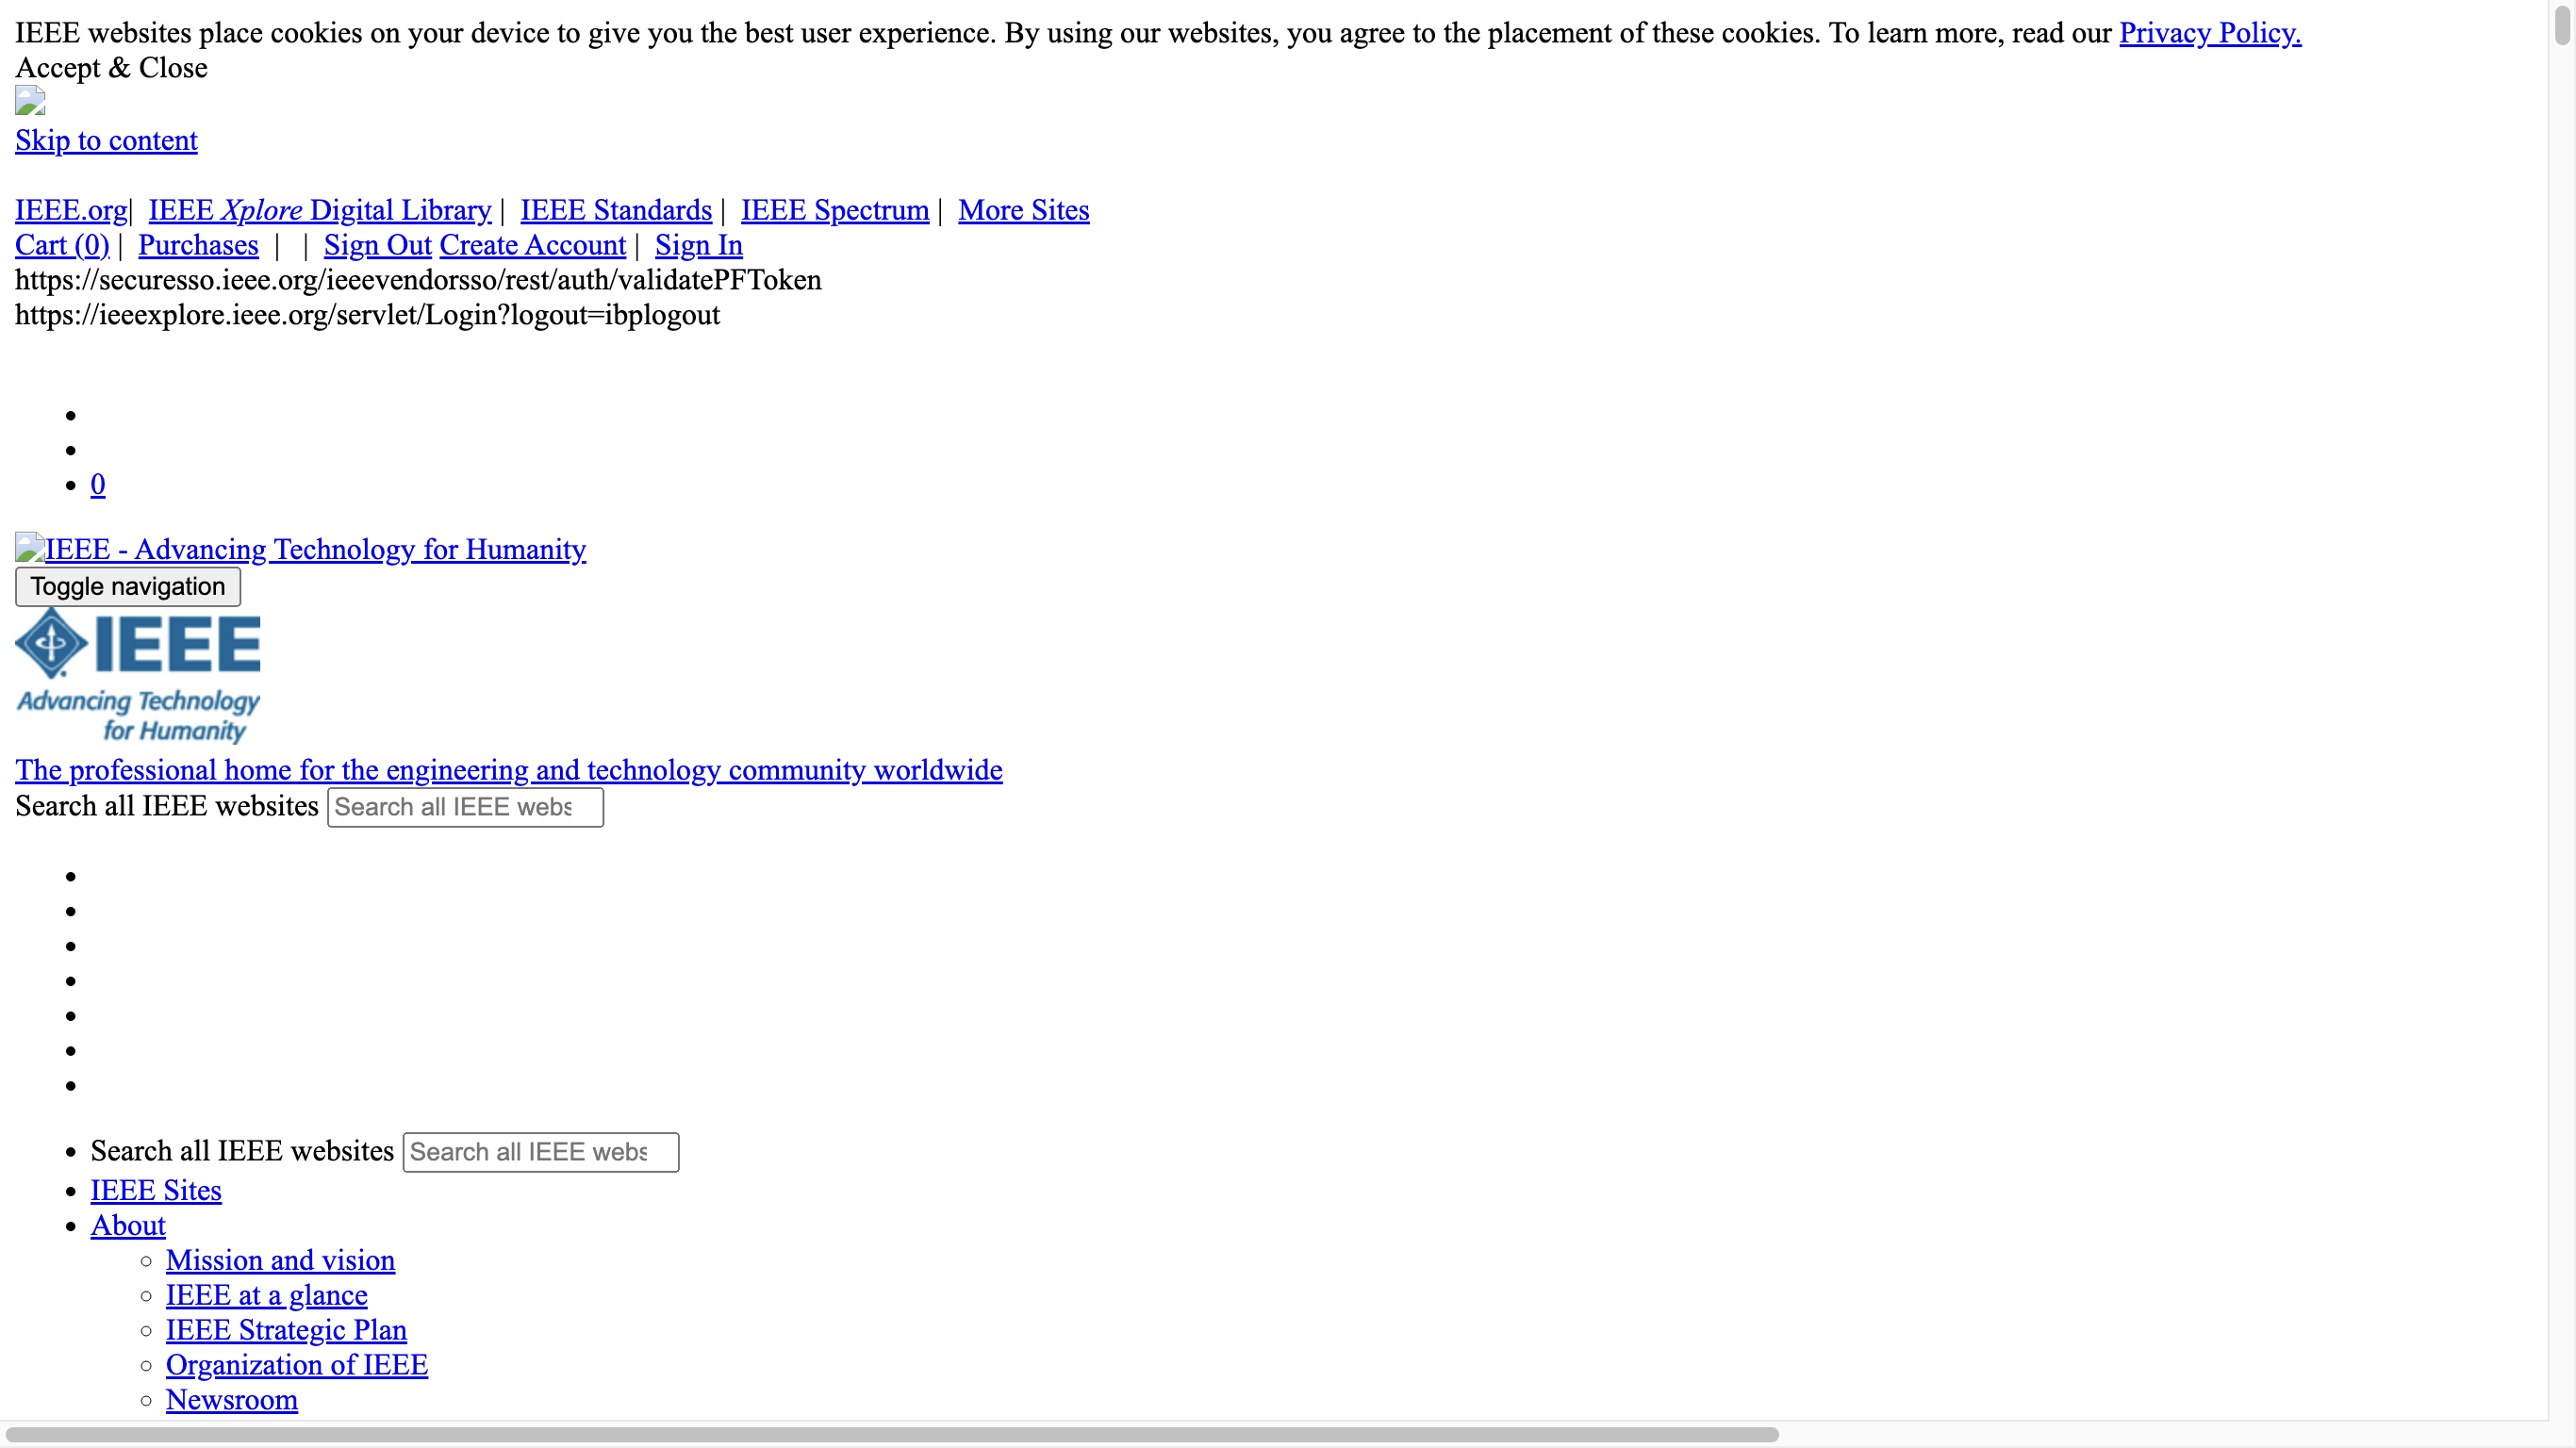 IEEE websites place cookies on your device to give you the best user experience. By using our websites, you agree to the placement of these cookies. To learn more, read our Privacy Policy.
Accept & Close
Skip to content
IEEE.org| IEEE Xplore Digital Library | IEEE Standards | IEEE Spectrum | More Sites
Cart (0) | Purchases | | Sign Out Create Account | Sign In
https://securesso.ieee.org/ieeevendorsso/rest/auth/validatePFToken
https://ieeexplore.ieee.org/servlet/Login?logout=ibplogout
0
IEEE - Advancing Technology for Humanity
Toggle navigation
IEEE
Advancing Technology
for Humanity
The professional home for the engineering and technology community worldwide
Search all IEEE websites Search all IEEE webs
Search all IEEE websites Search all IEEE webs
IEEE Sites
About
Mission and vision
IEEE at a glance
IEEE Strategic Plan
Organization of IEEE
Newsroom